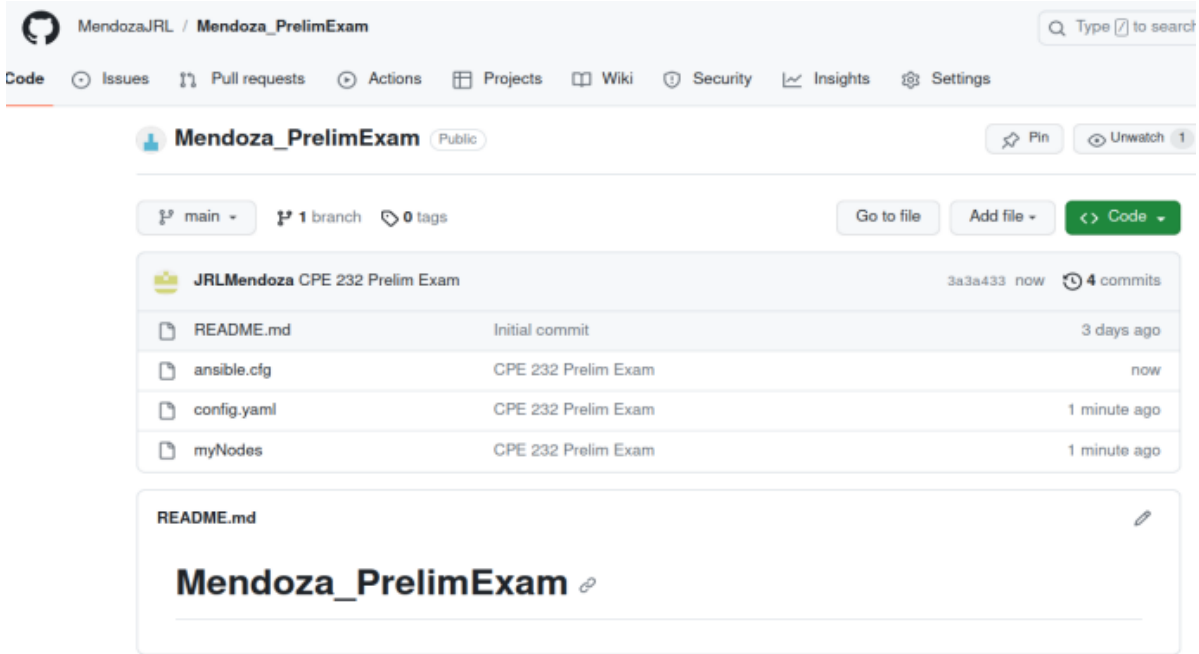 MendozaJRL / Mendoza_PrelimExam Type / to search
Code Issues Pull requests Actions Projects Wiki Security Insights Settings
Mendoza_PrelimExam Public Pin Unwatch 1
main 1 branch 0 tags Go to file Add file <> Code
JRLMendoza CPE 232 Prelim Exam 3a3a433 now 4 commits
README.md Initial commit 3 days ago
ansible.cfg CPE 232 Prelim Exam now
config.yaml CPE 232 Prelim Exam 1 minute ago
myNodes CPE 232 Prelim Exam 1 minute ago
README.md
Mendoza_PrelimExam